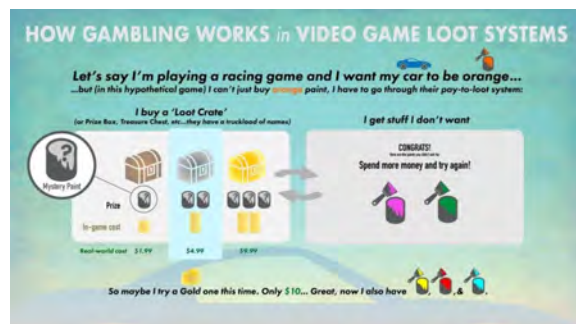 HOW GAMBLING WORKS in VIDEO GAME LOOT SYSTEMS
Let's say I'm playing a racing game and I want my car to be orange...
...but (in this hypothetical game) I can't just buy orange paint, I have to go through their pay-to-loot system:
I buy a 'Loot Crate'
(or Prize Box, Treasure Chest, etc...they have a truckload of names)
I get stuff I don't want
?
Mystery Paint
CONGRATS!
Spend more money and try again!
Prize
In-game cost
Real-world cost $1.99 $4.99 $9.99
So maybe I try a Gold one this time. Only $10... Great, now I also have , , & .